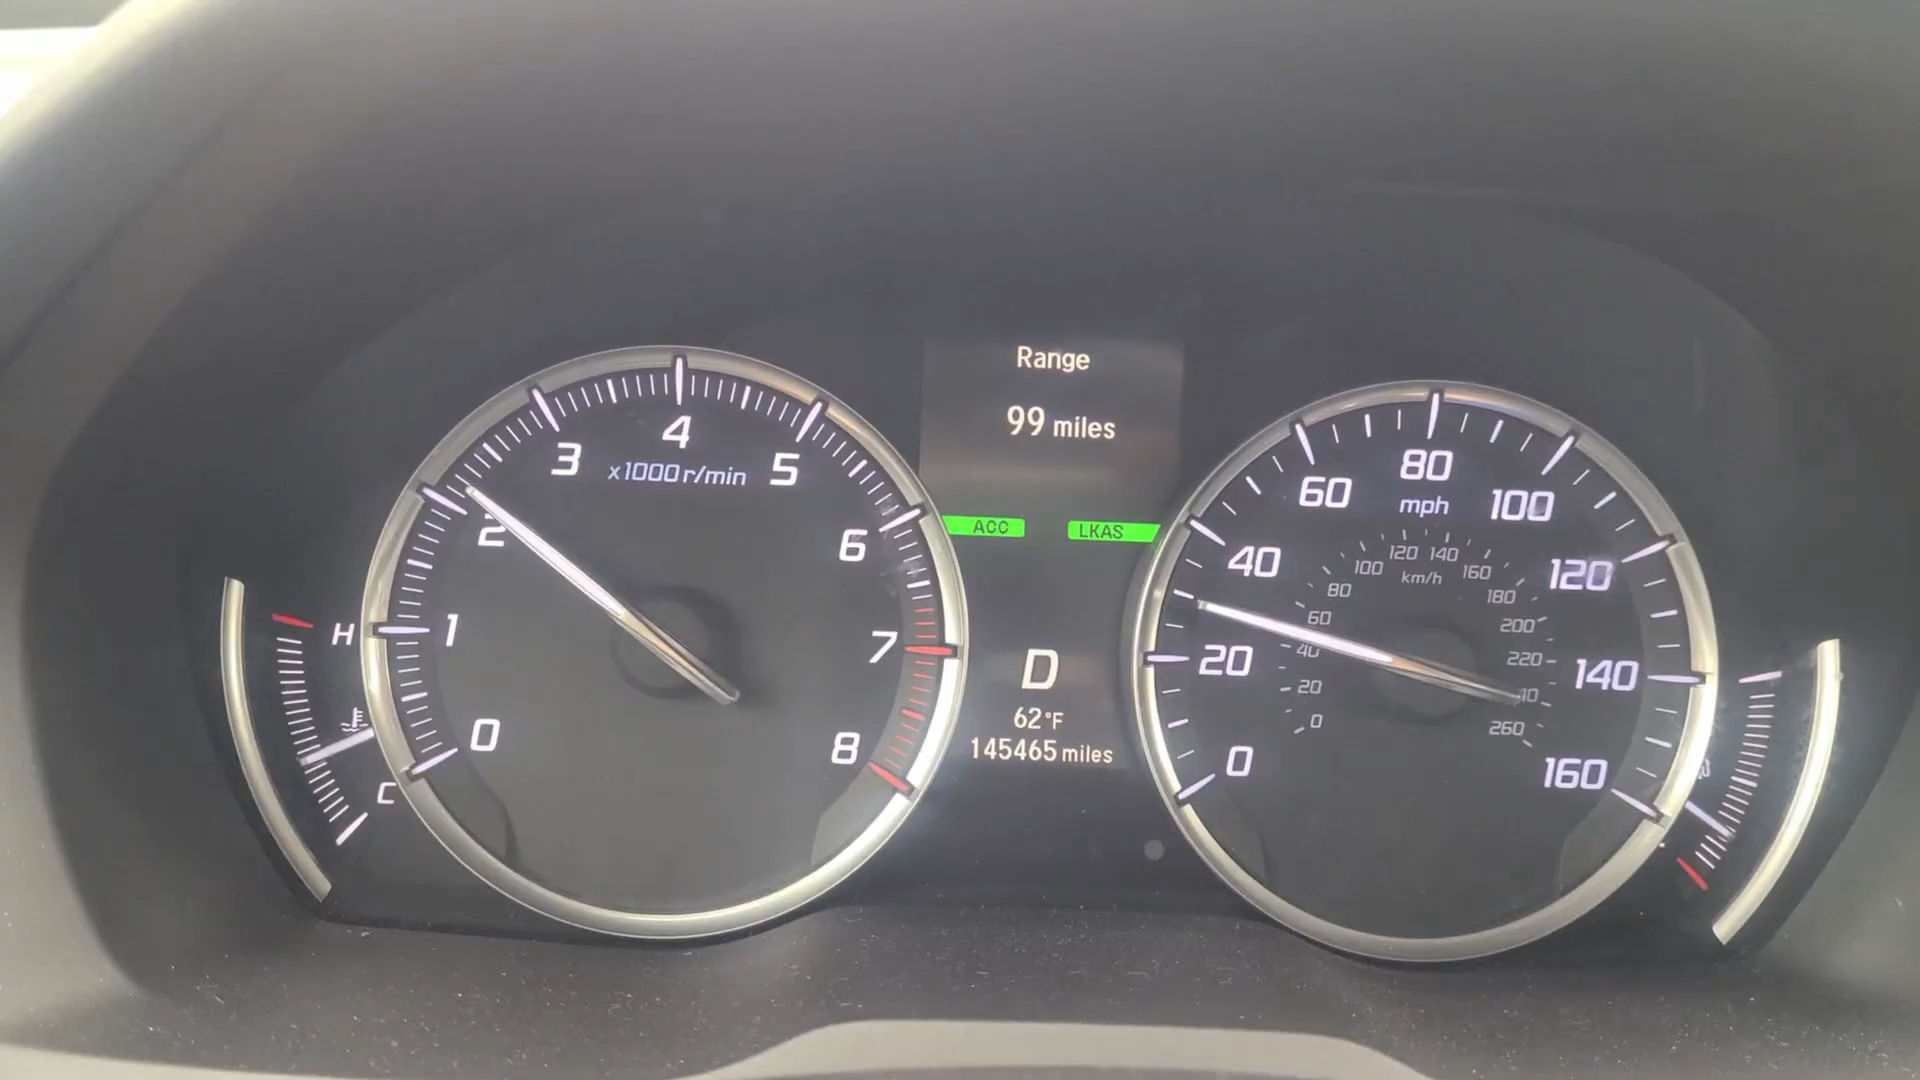 Range
99 miles
ACC
LKAS
D
62°F
145465 miles
0
1
2
3
4
5
6
7
8
x1000 r/min
H
C
0
20
40
60
80
100
120
140
160
mph
km/h
0
20
40
60
80
100
120
140
160
180
200
220
260